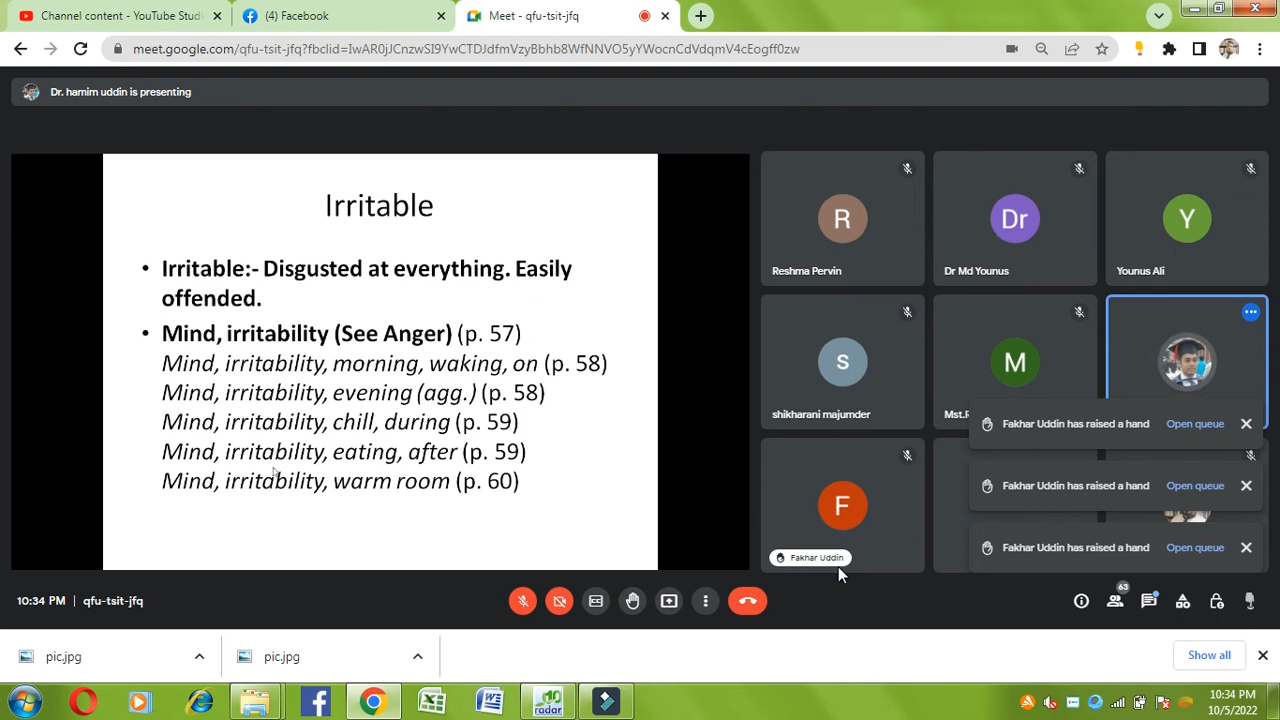 Channel content - YouTube Studi
(4) Facebook
Meet - qfu-tsit-jfq
meet.google.com/qfu-tsit-jfq?fbclid=IwAR0jJCnzwSI9YwCTDJdfmVzyBbhb8WfNNVO5yYWocnCdVdqmV4cEogff0zw
Dr. hamim uddin is presenting
Irritable
• Irritable:- Disgusted at everything. Easily
offended.
• Mind, irritability (See Anger) (p. 57)
Mind, irritability, morning, waking, on (p. 58)
Mind, irritability, evening (agg.) (p. 58)
Mind, irritability, chill, during (p. 59)
Mind, irritability, eating, after (p. 59)
Mind, irritability, warm room (p. 60)
R
Reshma Pervin
Dr
Dr Md Younus
Y
Younus Ali
s
shikharani majumder
M
Mst.R
F
Fakhar Uddin
Fakhar Uddin has raised a hand Open queue
Fakhar Uddin has raised a hand Open queue
Fakhar Uddin has raised a hand Open queue
10:34 PM | qfu-tsit-jfq
63
pic.jpg
pic.jpg
Show all
10
radar
10:34 PM
10/5/2022